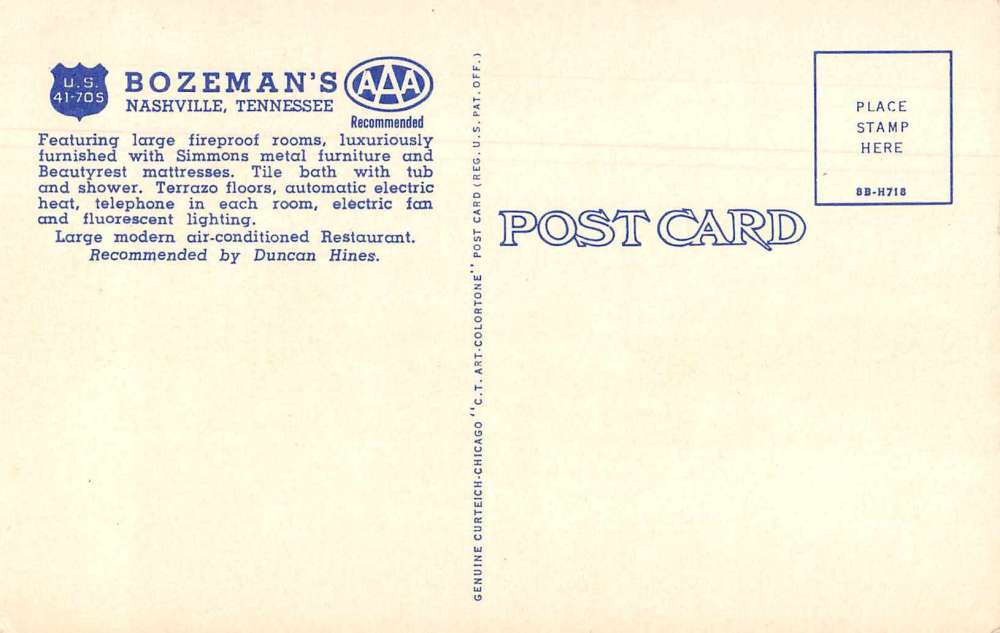 U.S.
41-70S
BOZEMAN'S
NASHVILLE, TENNESSEE
AAA
Recommended
Featuring large fireproof rooms, luxuriously
furnished with Simmons metal furniture and
Beautyrest mattresses. Tile bath with tub
and shower. Terrazo floors, automatic electric
heat, telephone in each room, electric fan
and fluorescent lighting.
Large modern air-conditioned Restaurant.
Recommended by Duncan Hines.
GENUINE CURTEICH-CHICAGO "C.T. ART-COLORTONE" POST CARD (REG. U.S. PAT. OFF.)
POST CARD
PLACE
STAMP
HERE
8B-H718